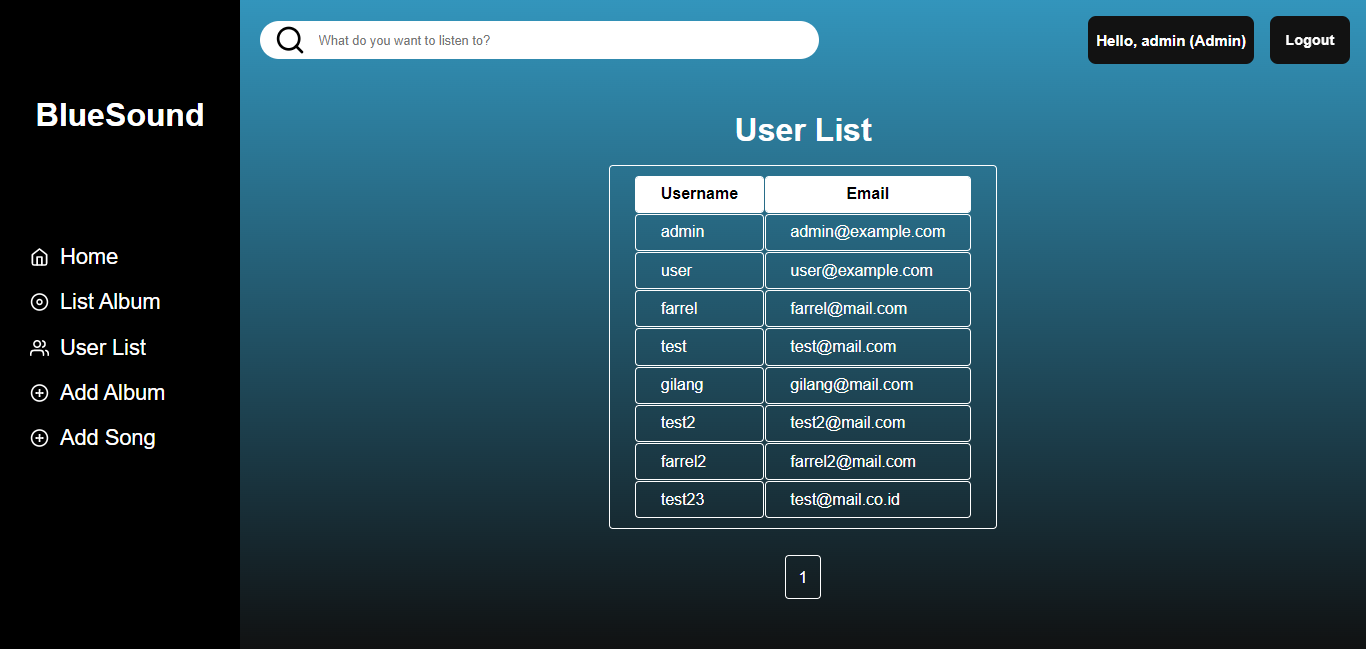 What do you want to listen to?
Hello, admin (Admin)
Logout
BlueSound
Home
List Album
User List
Add Album
Add Song
User List
Username Email
admin admin@example.com
user user@example.com
farrel farrel@mail.com
test test@mail.com
gilang gilang@mail.com
test2 test2@mail.com
farrel2 farrel2@mail.com
test23 test@mail.co.id
1